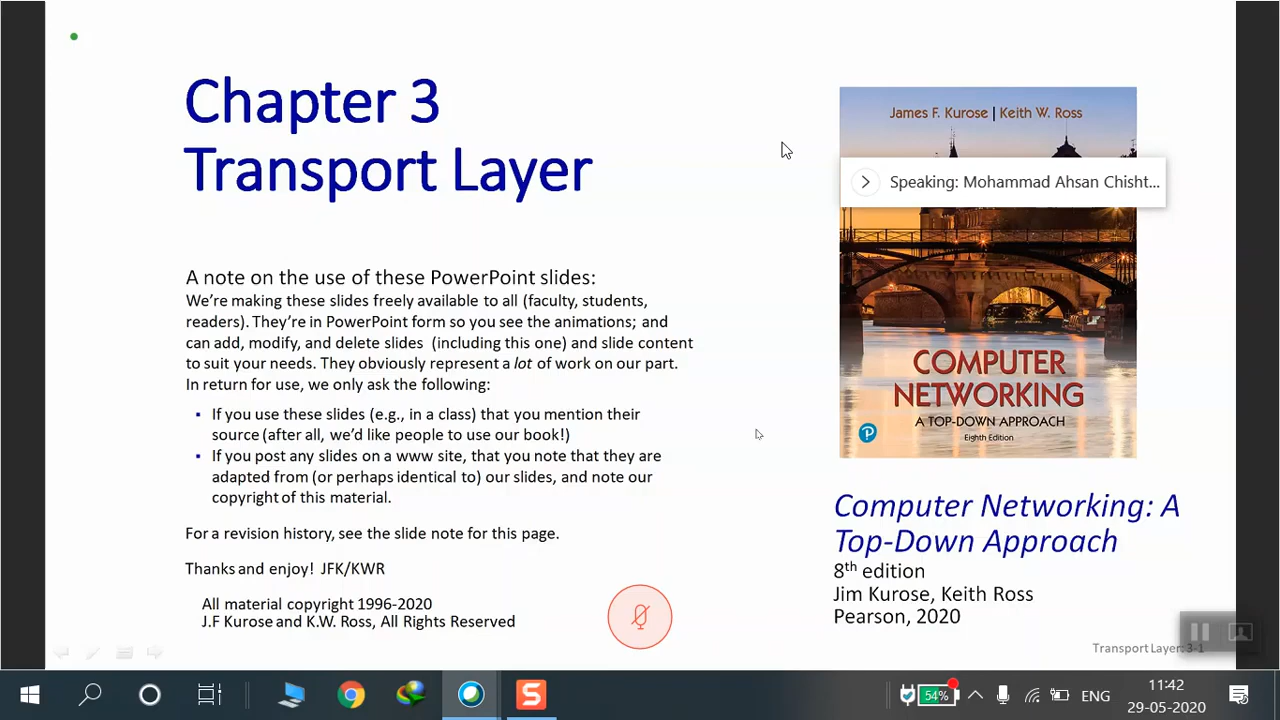 Chapter 3
Transport Layer
James F. Kurose | Keith W. Ross
Speaking: Mohammad Ahsan Chisht...
COMPUTER
NETWORKING
A TOP-DOWN APPROACH
Eighth Edition
A note on the use of these PowerPoint slides:
We're making these slides freely available to all (faculty, students,
readers). They're in PowerPoint form so you see the animations; and
can add, modify, and delete slides (including this one) and slide content
to suit your needs. They obviously represent a lot of work on our part.
In return for use, we only ask the following:
▪ If you use these slides (e.g., in a class) that you mention their
source (after all, we'd like people to use our book!)
▪ If you post any slides on a www site, that you note that they are
adapted from (or perhaps identical to) our slides, and note our
copyright of this material.
For a revision history, see the slide note for this page.
Thanks and enjoy! JFK/KWR
All material copyright 1996-2020
J.F Kurose and K.W. Ross, All Rights Reserved
Computer Networking: A
Top-Down Approach
8th edition
Jim Kurose, Keith Ross
Pearson, 2020
Transport Layer: 3-1
S
54%
ENG
11:42
29-05-2020